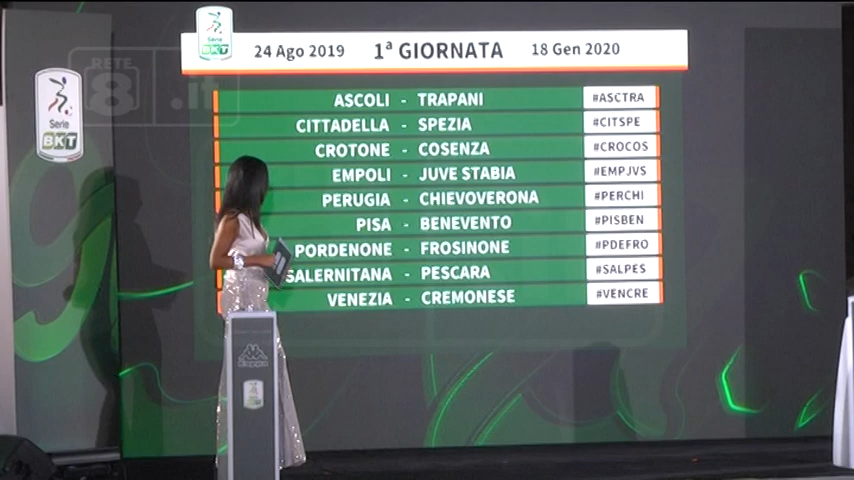 Serie
BKT
24 Ago 2019 1ª GIORNATA 18 Gen 2020
RETE
8 .it
Serie
BKT
ASCOLI - TRAPANI #ASCTRA
CITTADELLA - SPEZIA #CITSPE
CROTONE - COSENZA #CROCOS
EMPOLI - JUVE STABIA #EMPJVS
PERUGIA - CHIEVOVERONA #PERCHI
PISA - BENEVENTO #PISBEN
PORDENONE - FROSINONE #PDEFRO
SALERNITANA - PESCARA #SALPES
VENEZIA - CREMONESE #VENCRE
Kappa